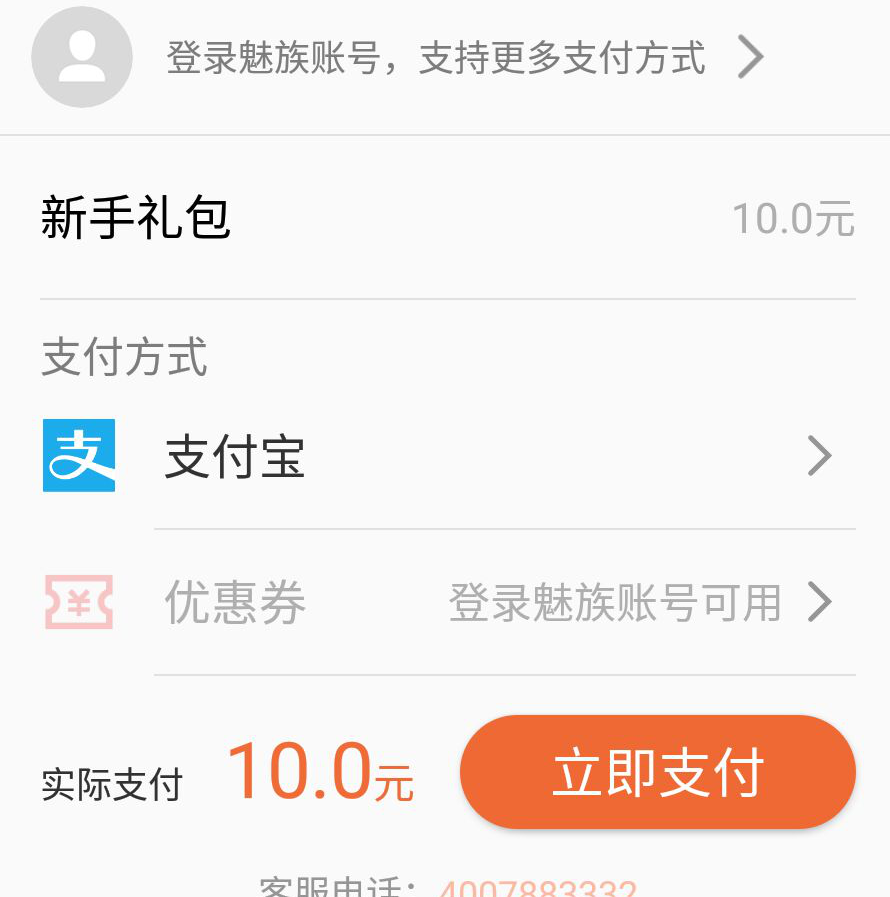 登录魅族账号，支持更多支付方式
新手礼包 10.0元
支付方式
支 支付宝
¥ 优惠券 登录魅族账号可用
实际支付 10.0元 立即支付
客服电话：4007883332